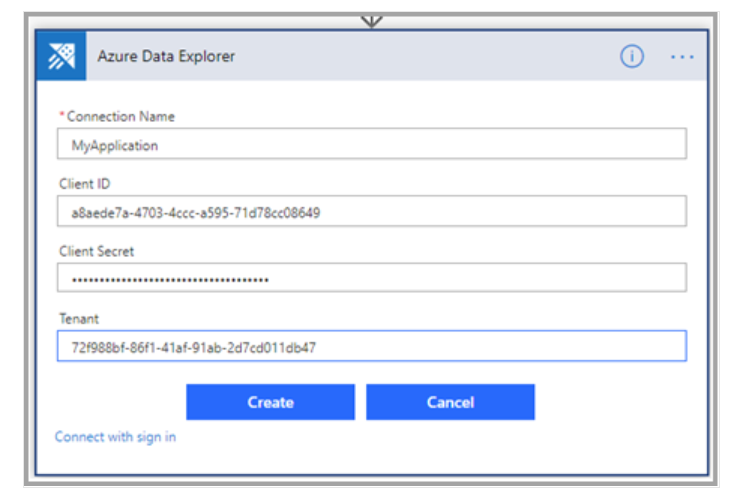 Azure Data Explorer
* Connection Name
MyApplication
Client ID
a8aede7a-4703-4ccc-a595-71d78cc08649
Client Secret
••••••••••••••••••••••••••••••••••••
Tenant
72f988bf-86f1-41af-91ab-2d7cd011db47
Create Cancel
Connect with sign in